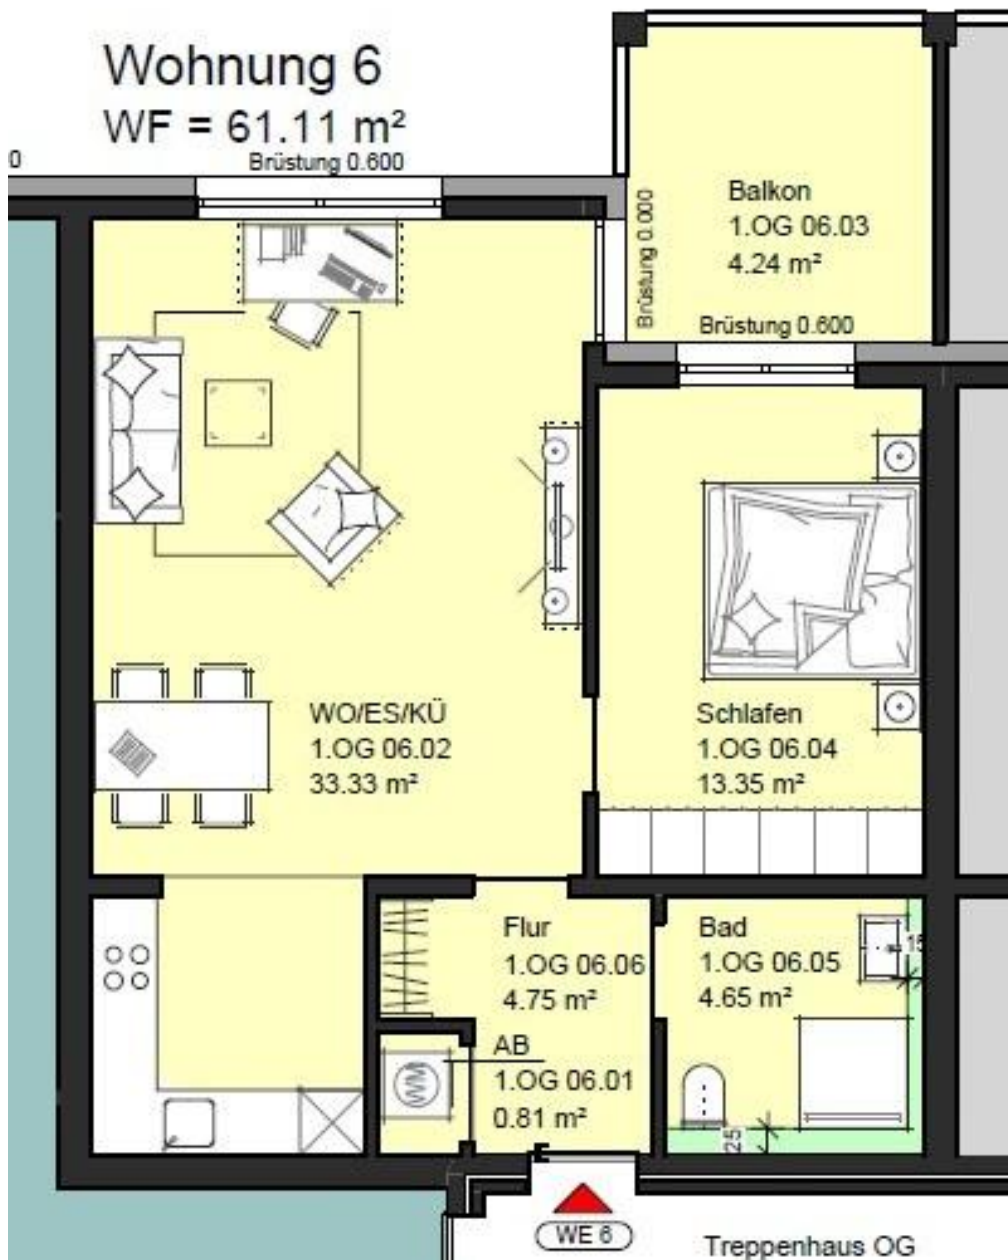 Wohnung 6
WF = 61.11 m²
0
Brüstung 0.600
Balkon
1.OG 06.03
4.24 m²
Brüstung 0.000
Brüstung 0.600
WO/ES/KÜ
1.OG 06.02
33.33 m²
Schlafen
1.OG 06.04
13.35 m²
Flur
1.OG 06.06
4.75 m²
Bad
1.OG 06.05
4.65 m²
15
AB
1.OG 06.01
0.81 m²
WM
25
WE 6
Treppenhaus OG